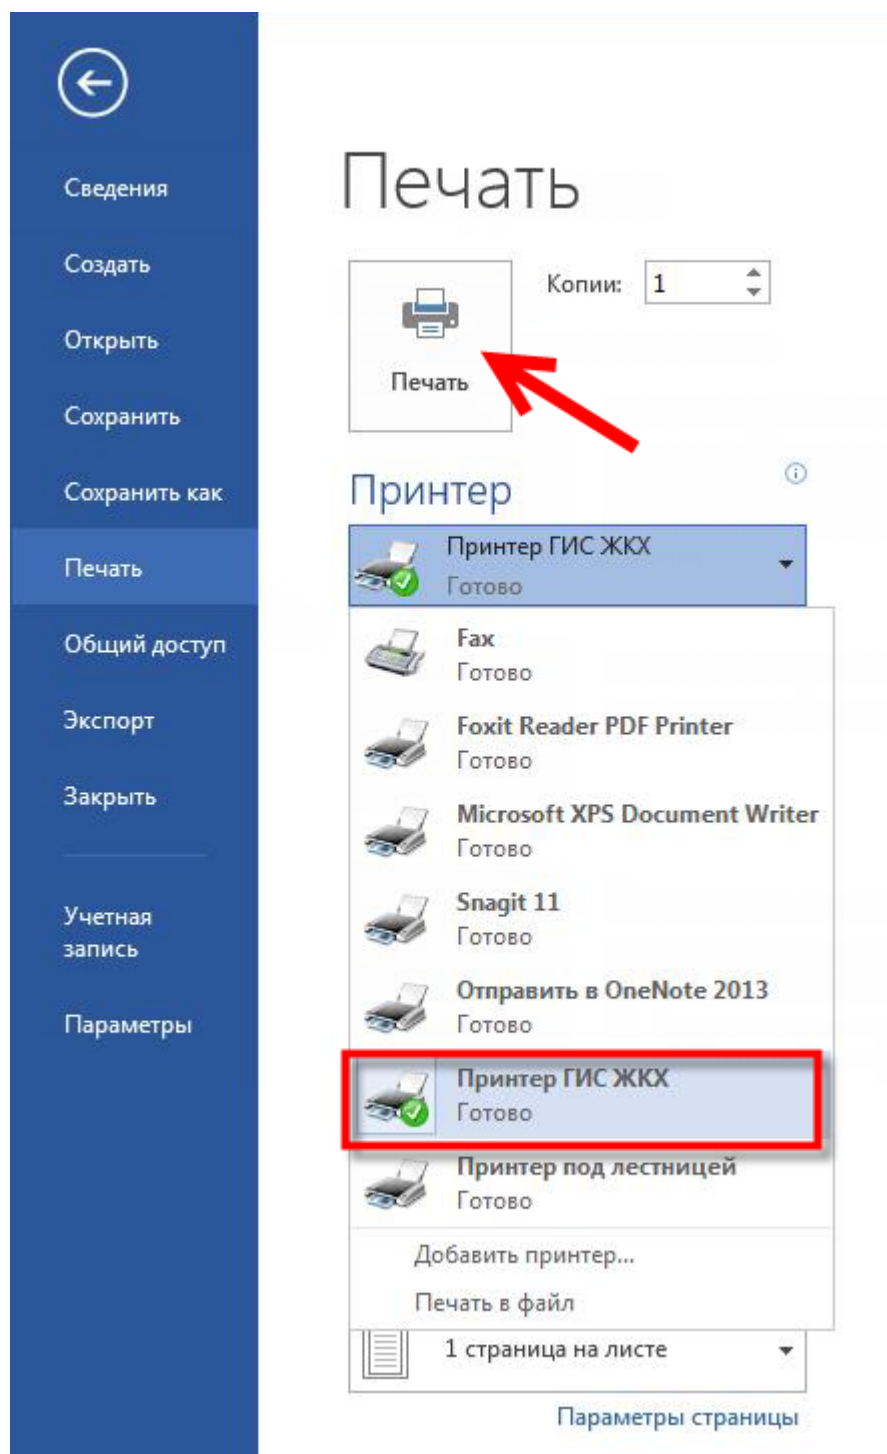 Сведения
Создать
Открыть
Сохранить
Сохранить как
Печать
Общий доступ
Экспорт
Закрыть
Учетная
запись
Параметры
Печать
Печать
Копии: 1
Принтер
Принтер ГИС ЖКХ
Готово
Fax
Готово
Foxit Reader PDF Printer
Готово
Microsoft XPS Document Writer
Готово
Snagit 11
Готово
Отправить в OneNote 2013
Готово
Принтер ГИС ЖКХ
Готово
Принтер под лестницей
Готово
Добавить принтер...
Печать в файл
1 страница на листе
Параметры страницы